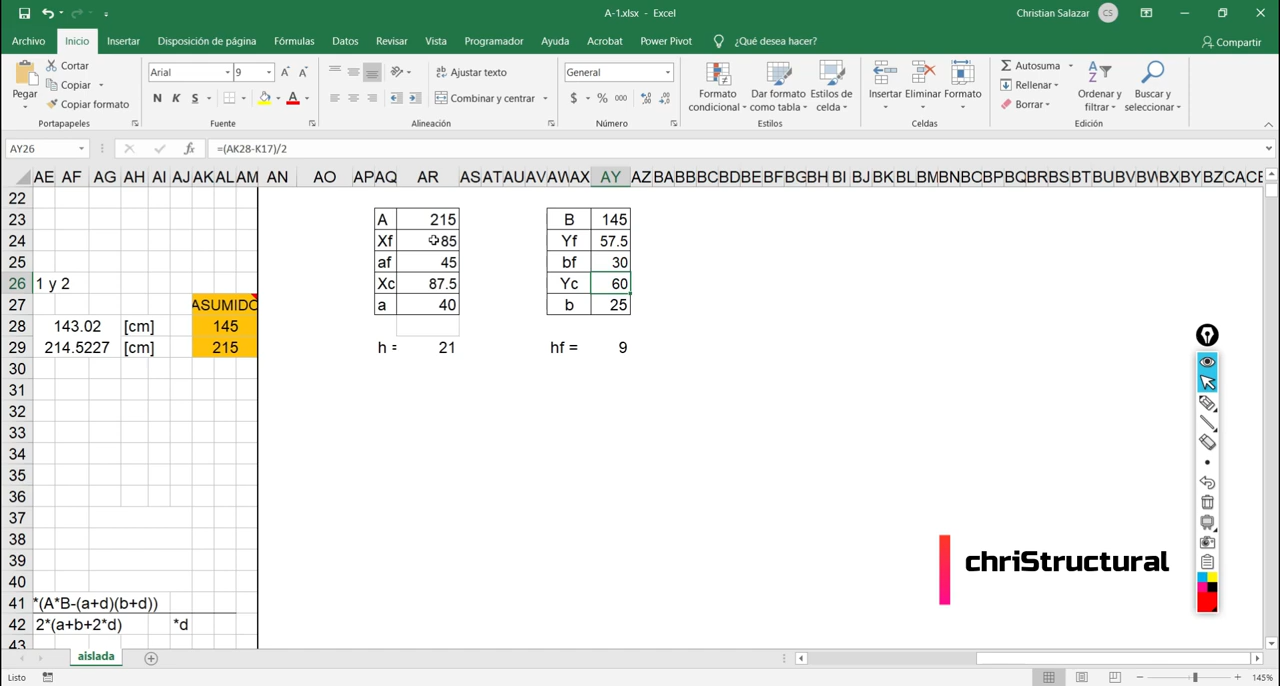 A-1.xlsx - Excel
Christian Salazar CS
Archivo Inicio Insertar Disposición de página Fórmulas Datos Revisar Vista Programador Ayuda Acrobat Power Pivot ¿Qué desea hacer? Compartir
Pegar
Cortar
Copiar
Copiar formato
Portapapeles
Arial 9
N K S
Fuente
Ajustar texto
Combinar y centrar
Alineación
General
$ % 000
Número
Formato condicional
Dar formato como tabla
Estilos de celda
Estilos
Insertar Eliminar Formato
Celdas
Autosuma
Rellenar
Borrar
Ordenar y filtrar
Buscar y seleccionar
Edición
AY26 fx =(AK28-K17)/2
AE AF AG AH AI AJ AK AL AM AN AO AP AQ AR AS AT AU AV AW AX AY AZ BA BB BC BD BE BF BG BH BI BJ BK BL BM BN BO BP BQ BR BS BT BU BV BW BX BY BZ CA CB CC CD CE
22
23 A 215 B 145
24 Xf 85 Yf 57.5
25 af 45 bf 30
26 1 y 2 Xc 87.5 Yc 60
27 ASUMIDO a 40 b 25
28 143.02 [cm] 145
29 214.5227 [cm] 215 h = 21 hf = 9
30
31
32
33
34
35
36
37
38
39
40
41 *(A*B-(a+d)(b+d))
42 2*(a+b+2*d) *d
43
chriStructural
aislada
Listo 145%